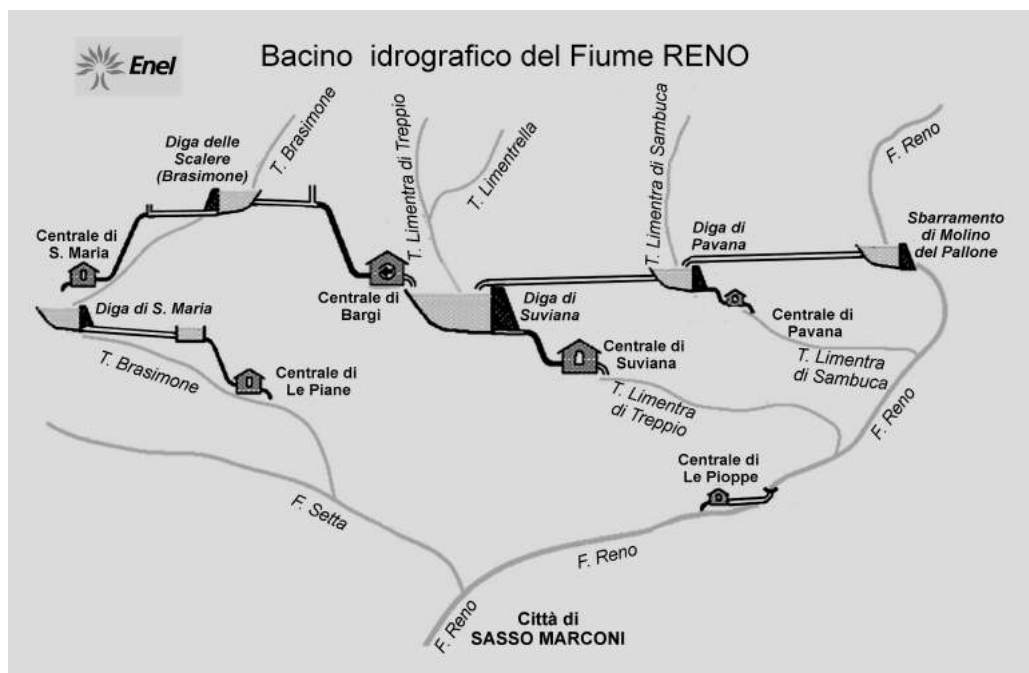 Enel
Bacino idrografico del Fiume RENO
Diga delle
Scalere
(Brasimone)
T. Brasimone
T. Limentra di Treppio
T. Limentrella
T. Limentra di Sambuca
F. Reno
Centrale di
S. Maria
Diga di
Pavana
Sbarramento
di Molino
del Pallone
Diga di S. Maria
Centrale di
Bargi
Diga di
Suviana
Centrale di
Pavana
T. Brasimone
Centrale di
Le Piane
Centrale di
Suviana
T. Limentra
di Sambuca
T. Limentra
di Treppio
F. Reno
Centrale di
Le Pioppe
F. Setta
F. Reno
F. Reno
Città di
SASSO MARCONI